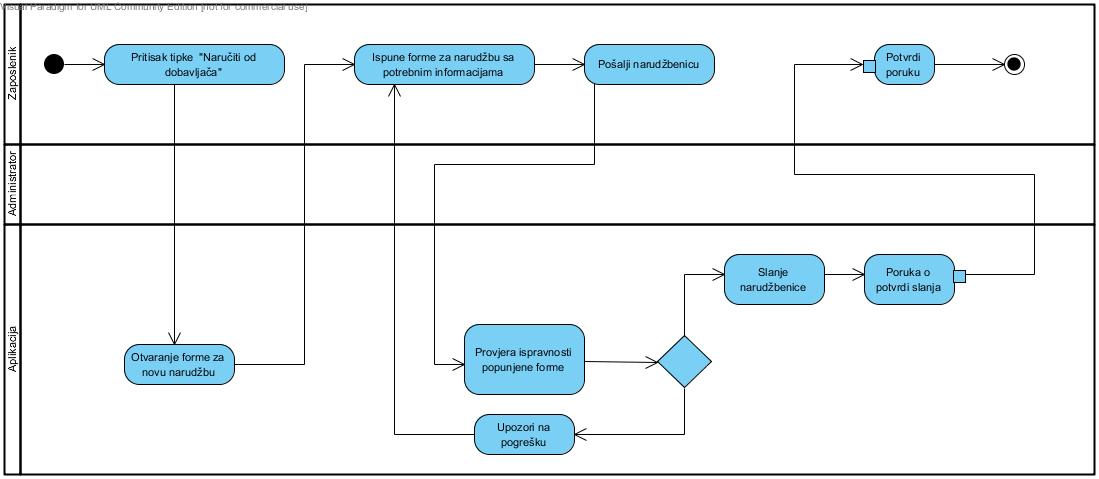 Visual Paradigm for UML Community Edition [not for commercial use]
Zaposlenik
Pritisak tipke "Naručiti od
dobavljača"
Ispune forme za narudžbu sa
potrebnim informacijama
Pošalji narudžbenicu
Potvrdi
poruku
Administrator
Aplikacija
Slanje
narudžbenice
Poruka o
potvrdi slanja
Otvaranje forme za
novu narudžbu
Provjera ispravnosti
popunjene forme
Upozori na
pogrešku